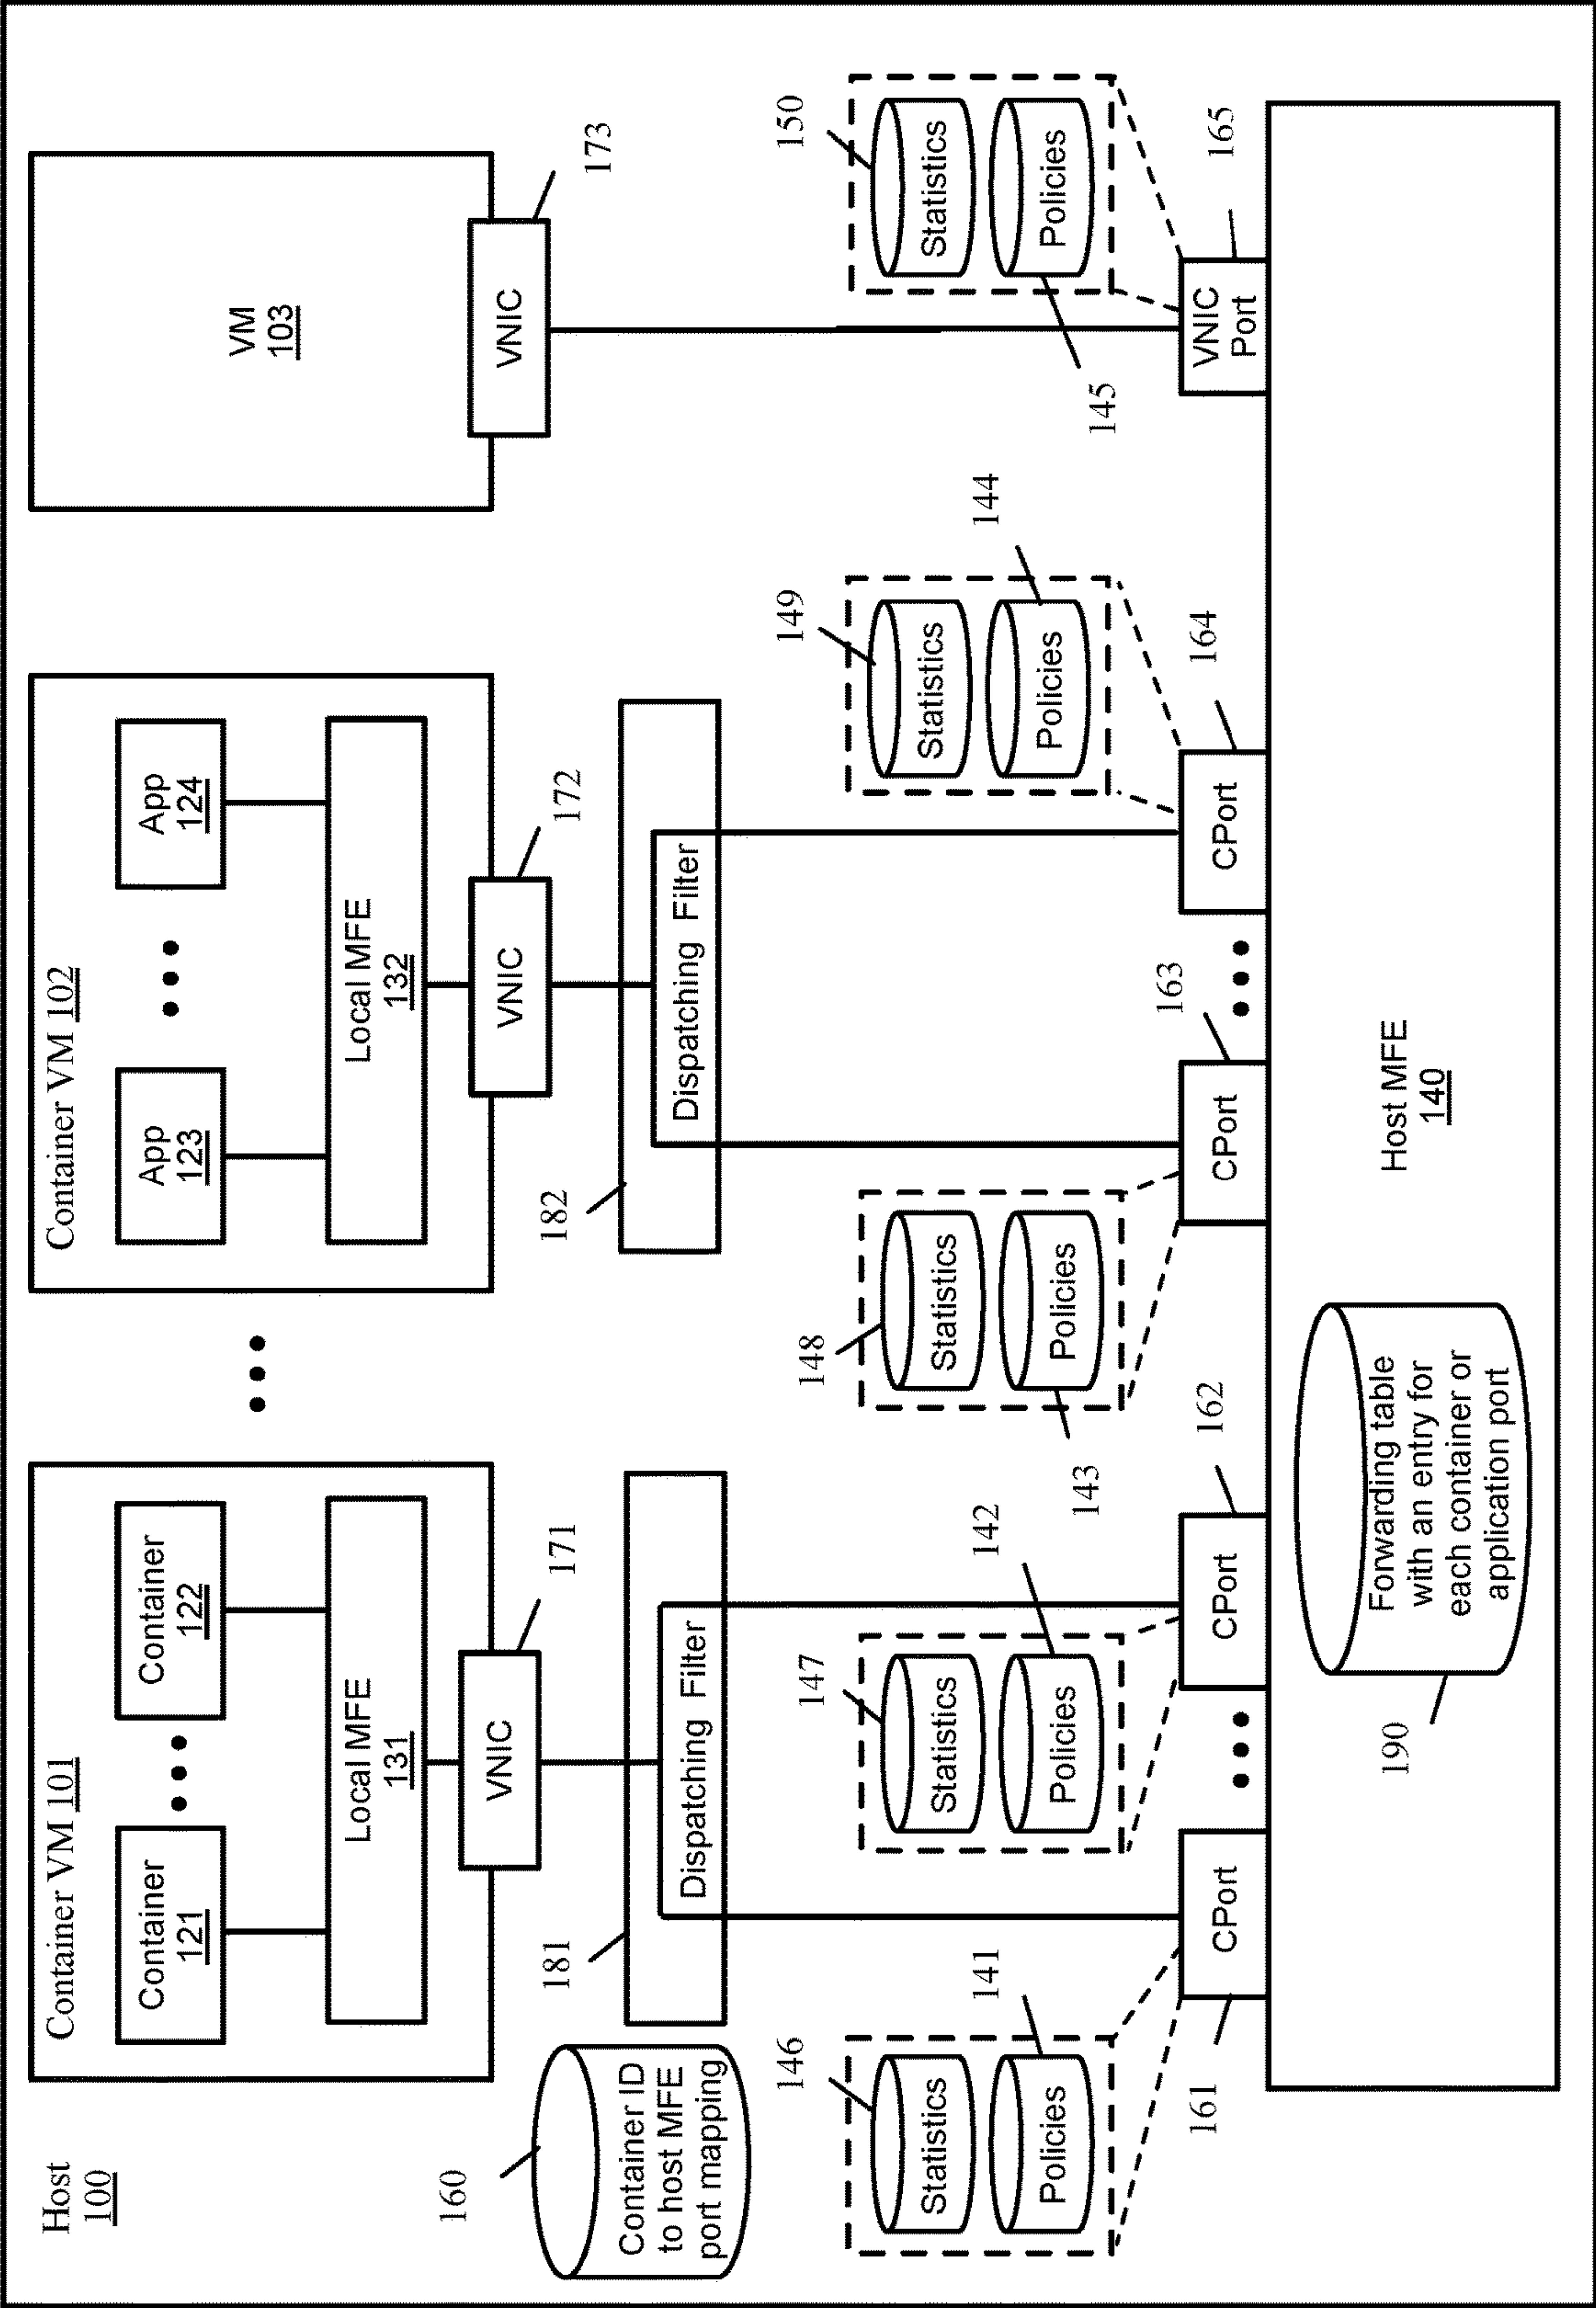 Host
100
Container VM 101
Container
121
Container
122
Local MFE
131
VNIC
171
Container VM 102
App
123
App
124
Local MFE
132
VNIC
172
VM
103
VNIC
173
160
Container ID
to host MFE
port mapping
181
Dispatching Filter
182
Dispatching Filter
146
Statistics
141
Policies
147
Statistics
142
Policies
148
Statistics
143
Policies
149
Statistics
144
Policies
150
Statistics
145
Policies
161
CPort
162
CPort
163
CPort
164
CPort
165
VNIC
Port
190
Forwarding table
with an entry for
each container or
application port
Host MFE
140